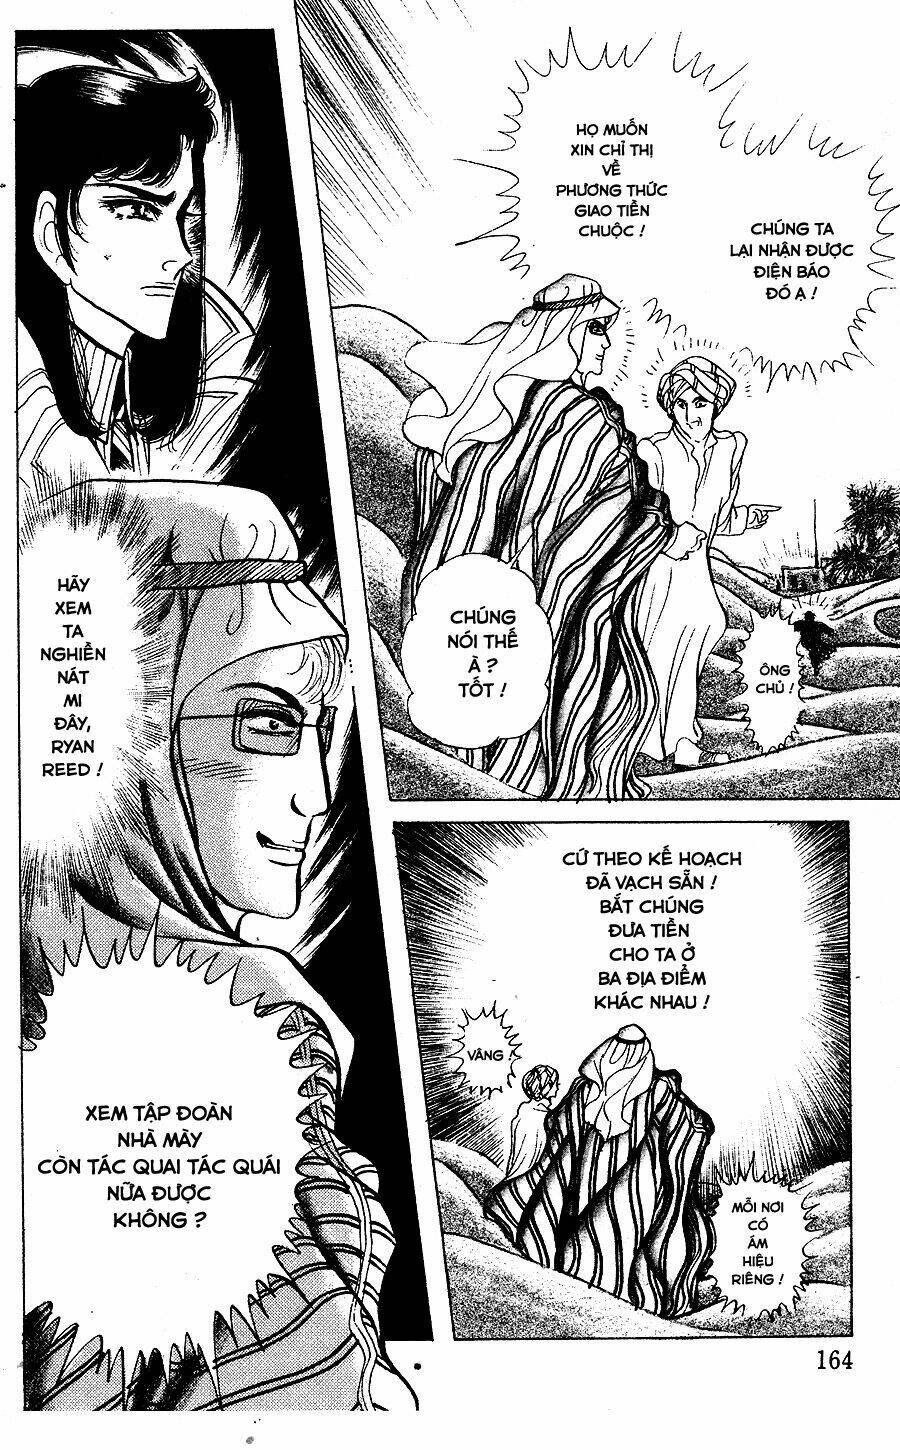 ÔNG
CHỦ !
CHÚNG TA
LẠI NHẬN ĐƯỢC
ĐIỆN BÁO
ĐÓ Ạ !
HỌ MUỐN
XIN CHỈ THỊ
VỀ
PHƯƠNG THỨC
GIAO TIỀN
CHUỘC !
CHÚNG
NÓI THẾ
À ?
TỐT !
CỨ THEO KẾ HOẠCH
ĐÃ VẠCH SẴN !
BẮT CHÚNG
ĐƯA TIỀN
CHO TA Ở
BA ĐỊA ĐIỂM
KHÁC NHAU !
MỖI NƠI
CÓ
ÁM
HIỆU
RIÊNG !
VÂNG !
HÃY
XEM
TA
NGHIỀN
NÁT
MI
ĐÂY,
RYAN
REED !
XEM TẬP ĐOÀN
NHÀ MÀY
CÒN TÁC QUAI TÁC QUÁI
NỮA ĐƯỢC
KHÔNG ?
164